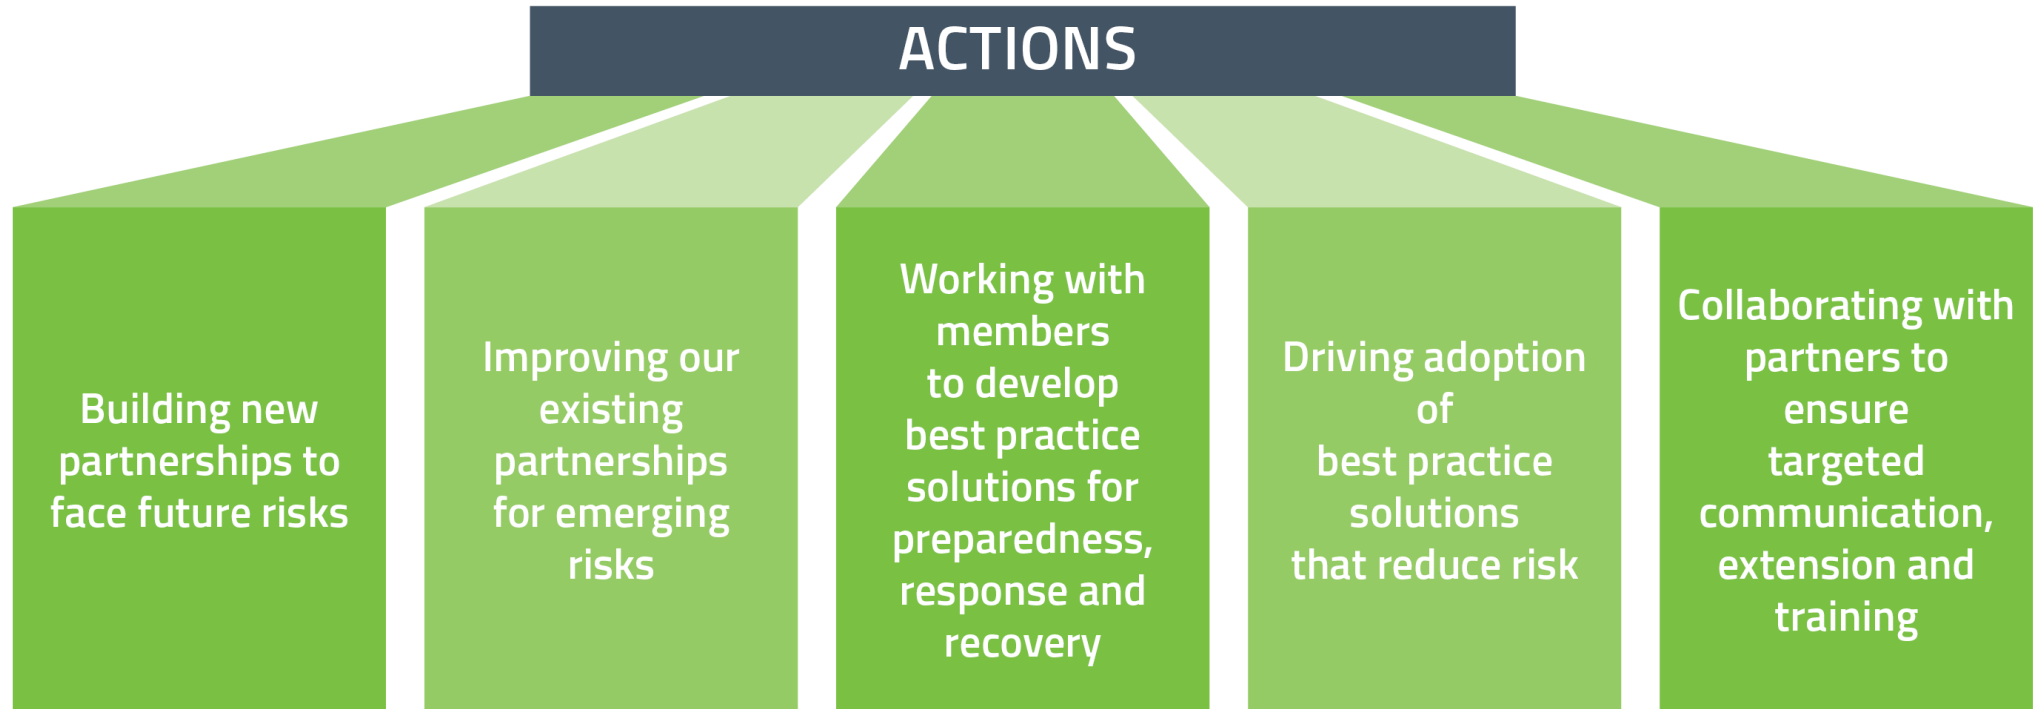 ACTIONS
Building new
partnerships to
face future risks
Improving our
existing
partnerships
for emerging
risks
Working with
members
to develop
best practice
solutions for
preparedness,
response and
recovery
Driving adoption
of
best practice
solutions
that reduce risk
Collaborating with
partners to
ensure
targeted
communication,
extension and
training